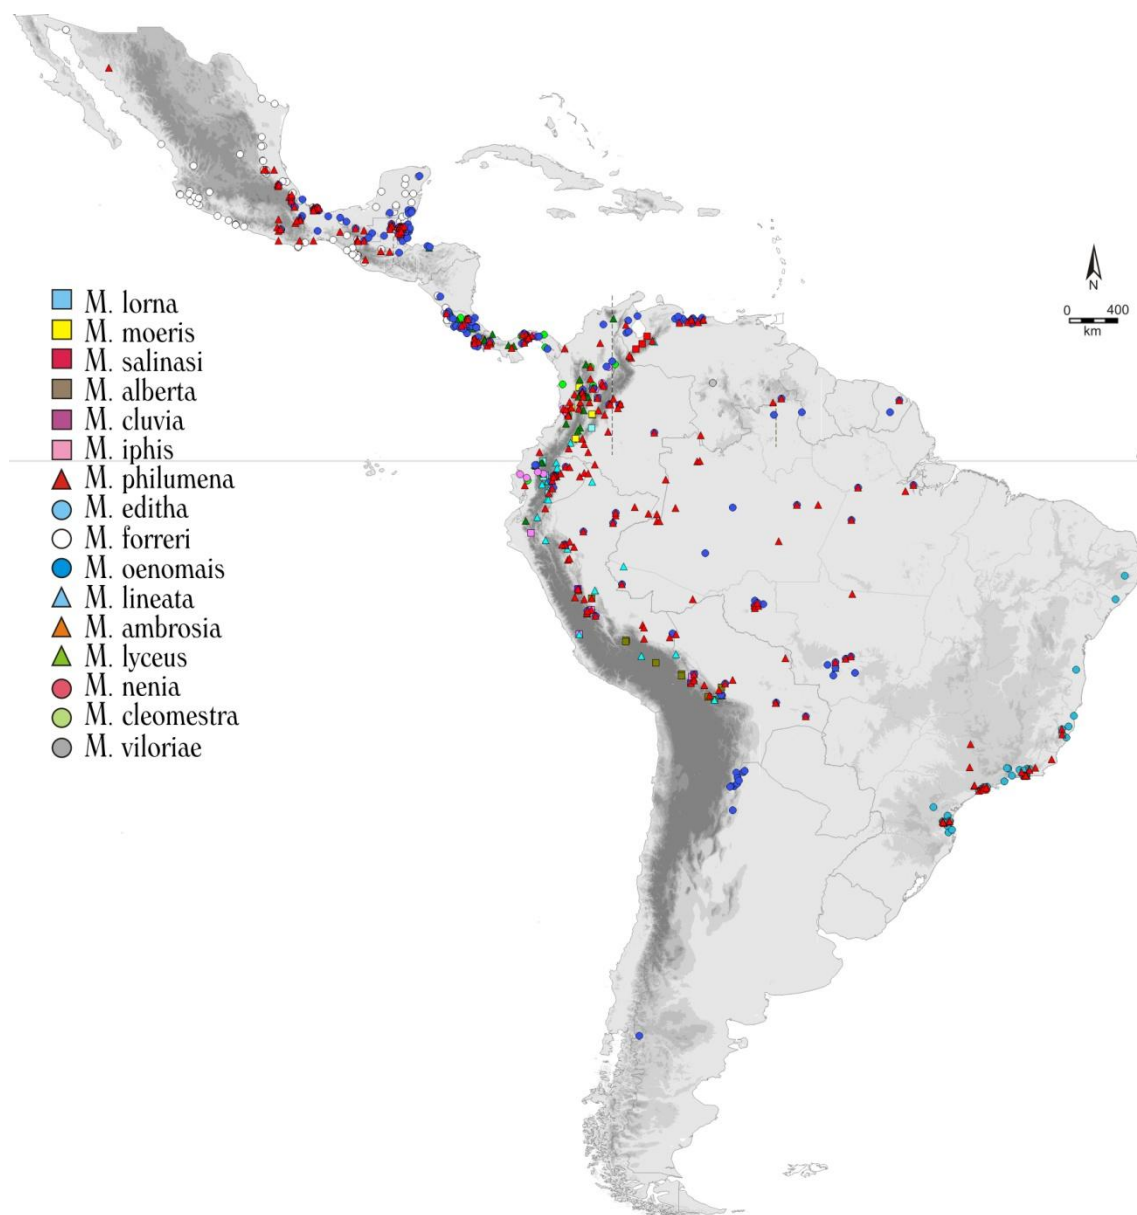 N
0 400
km
M. lorna
M. moeris
M. salinasi
M. alberta
M. cluvia
M. iphis
M. philumena
M. editha
M. forreri
M. oenomais
M. lineata
M. ambrosia
M. lyceus
M. nenia
M. cleomestra
M. viloriae